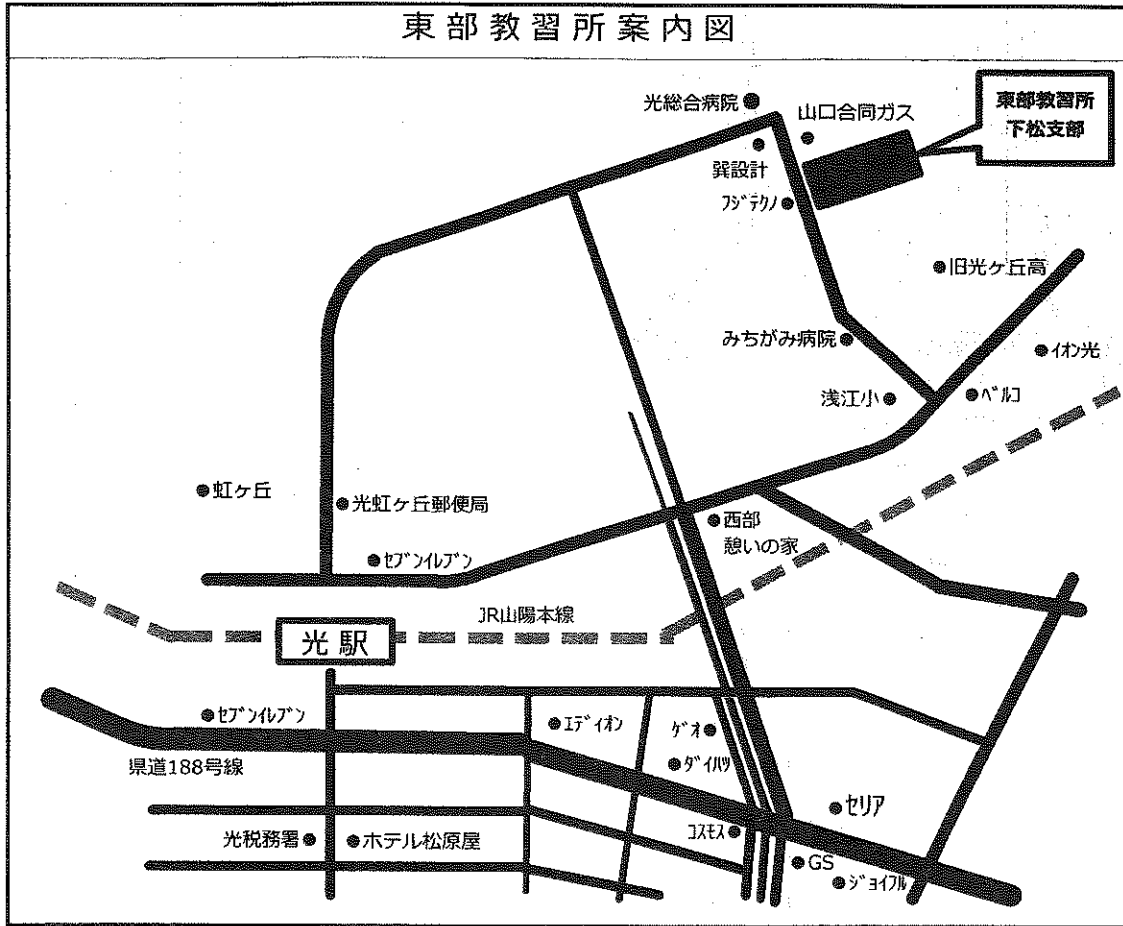 東部教習所案内図
光総合病院
山口合同ガス
東部教習所
下松支部
巽設計
フジテクノ
旧光ヶ丘高
みちがみ病院
イオン光
浅江小
ベルコ
虹ヶ丘
光虹ヶ丘郵便局
西部
憩いの家
セブンイレブン
JR山陽本線
光駅
セブンイレブン
エディオン
ゲオ
県道188号線
ダイハツ
セリア
コスモス
光税務署
ホテル松原屋
GS
ジョイフル